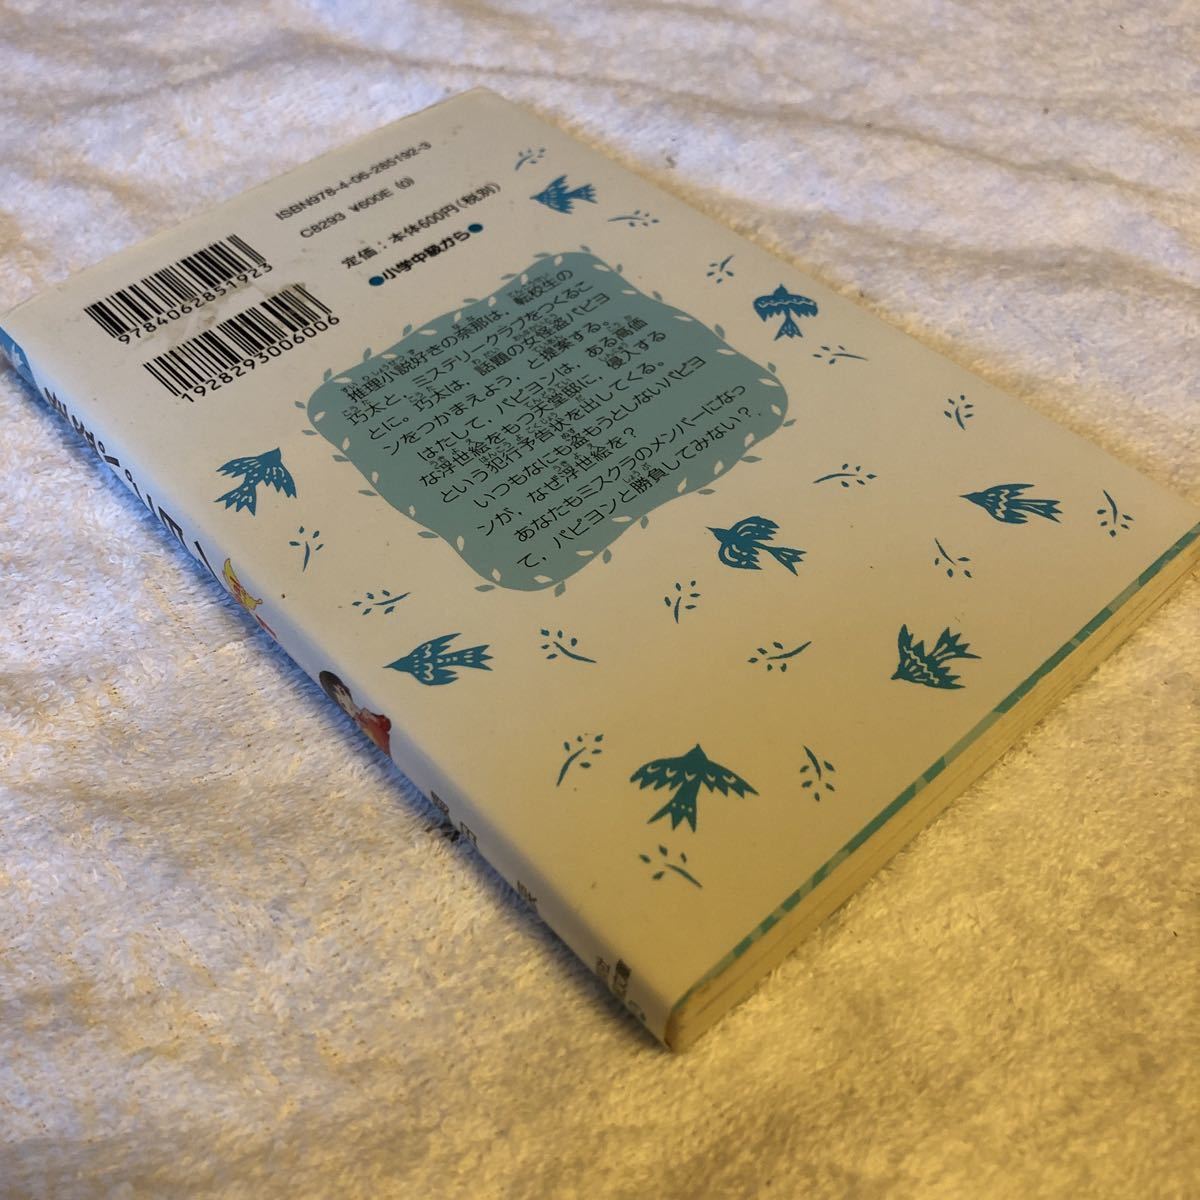 9784062851923
1928293006006
ISBN978-4-06-285192-3
C8293 ¥600E (0)
定価：本体600円(税別)
●小学中級から●
推理小説好きの奈那は、転校生の
巧太と、ミステリークラブをつくるこ
とに。巧太は、話題の女怪盗パピヨ
ンをつかまえよう、と提案する。
はたして、パピヨンは、ある高価
な浮世絵をもつ天堂邸に、侵入する
という犯行予告状を出してくる。
いつもなにも盗もうとしないパピヨ
ンが、なぜ浮世絵を？
あなたもミスクラのメンバーになっ
て、パピヨンと勝負してみない？